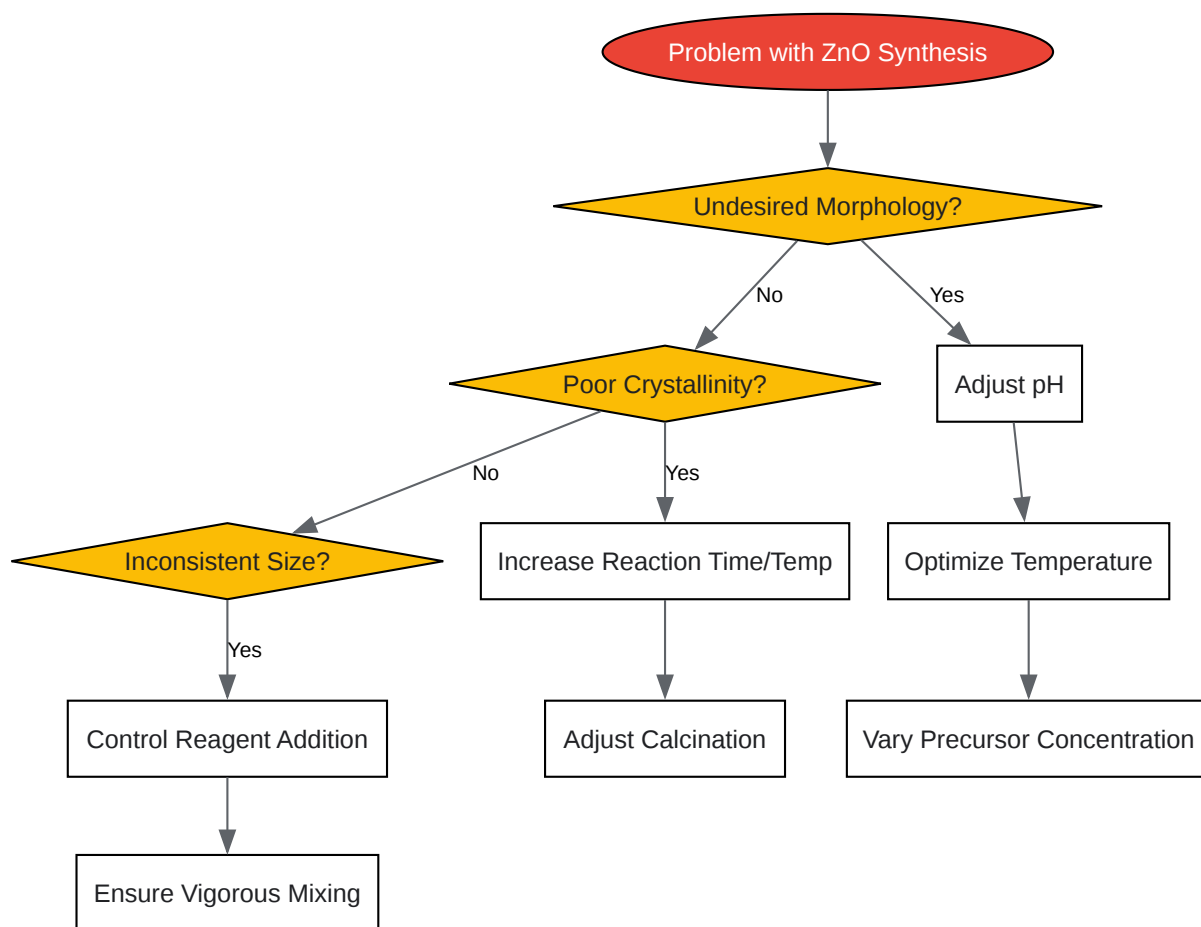 Problem with ZnO Synthesis
Undesired Morphology?
No
Yes
Poor Crystallinity?
Adjust pH
No
Yes
Inconsistent Size?
Increase Reaction Time/Temp
Optimize Temperature
Yes
Control Reagent Addition
Adjust Calcination
Vary Precursor Concentration
Ensure Vigorous Mixing